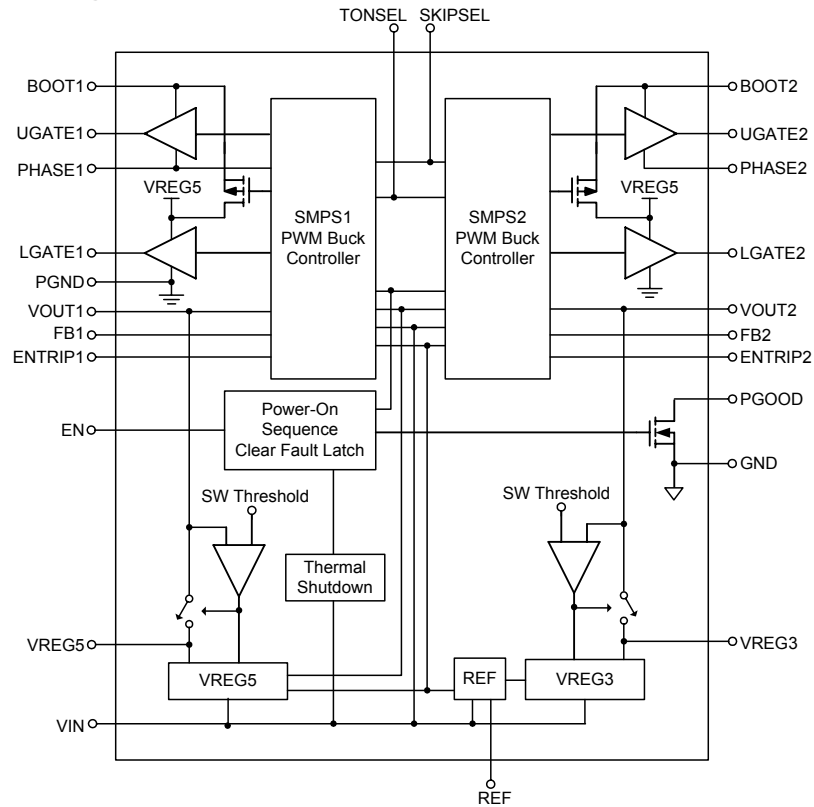 TONSEL SKIPSEL
BOOT1
BOOT2
UGATE1
UGATE2
PHASE1
PHASE2
VREG5
VREG5
SMPS1
PWM Buck
Controller
SMPS2
PWM Buck
Controller
LGATE1
LGATE2
PGND
VOUT1
VOUT2
FB1
FB2
ENTRIP1
ENTRIP2
PGOOD
Power-On
Sequence
Clear Fault Latch
EN
GND
SW Threshold
SW Threshold
Thermal
Shutdown
VREG5
VREG3
VREG5
REF
VREG3
VIN
REF